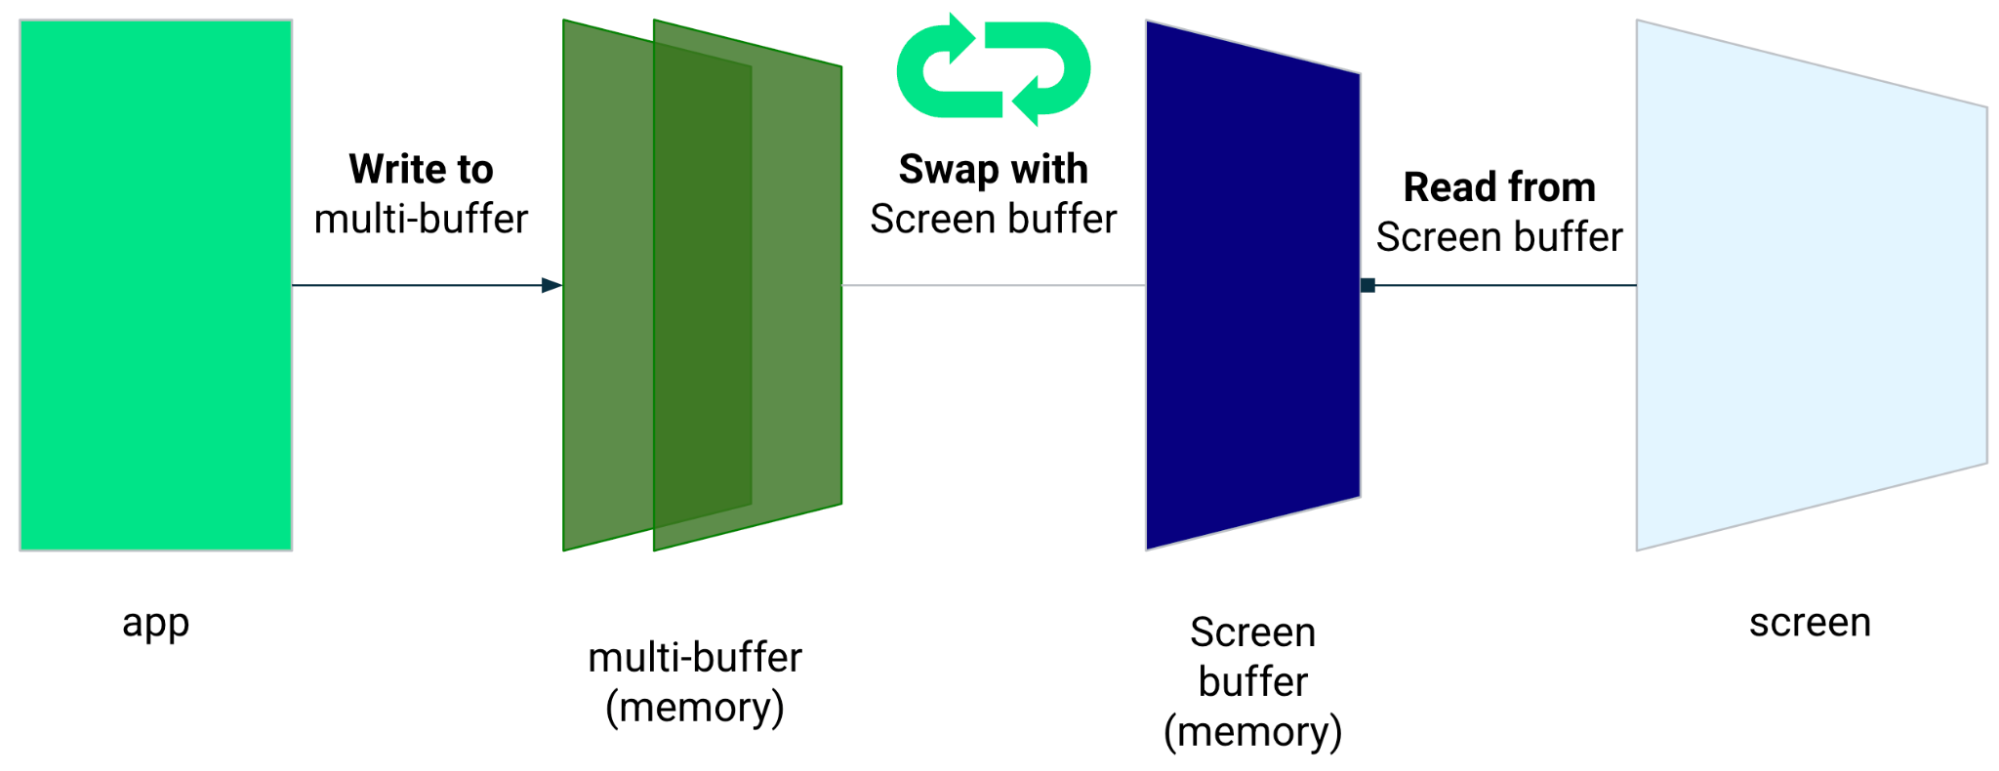 Write to
multi-buffer
Swap with
Screen buffer
Read from
Screen buffer
app
multi-buffer
(memory)
Screen
buffer
(memory)
screen